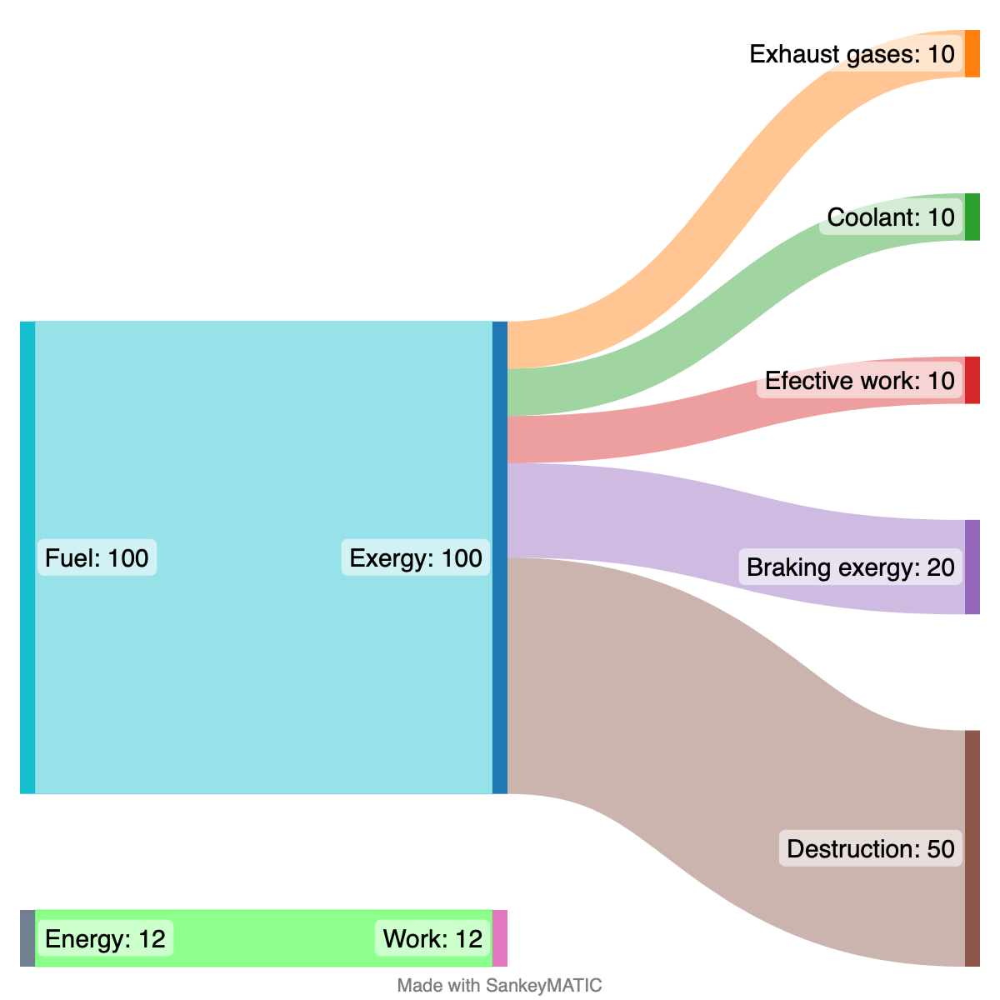 Exhaust gases: 10
Coolant: 10
Efective work: 10
Fuel: 100
Exergy: 100
Braking exergy: 20
Destruction: 50
Energy: 12
Work: 12
Made with SankeyMATIC